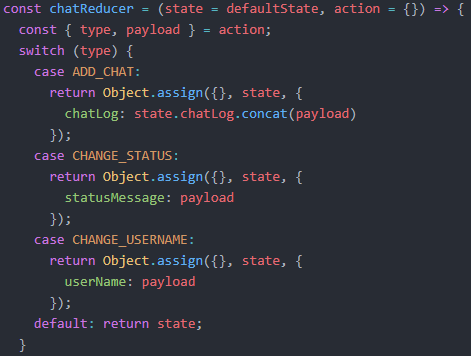 const chatReducer = (state = defaultState, action = {}) => {
  const { type, payload } = action;
  switch (type) {
    case ADD_CHAT:
      return Object.assign({}, state, {
        chatLog: state.chatLog.concat(payload)
      });
    case CHANGE_STATUS:
      return Object.assign({}, state, {
        statusMessage: payload
      });
    case CHANGE_USERNAME:
      return Object.assign({}, state, {
        userName: payload
      });
    default: return state;
  }